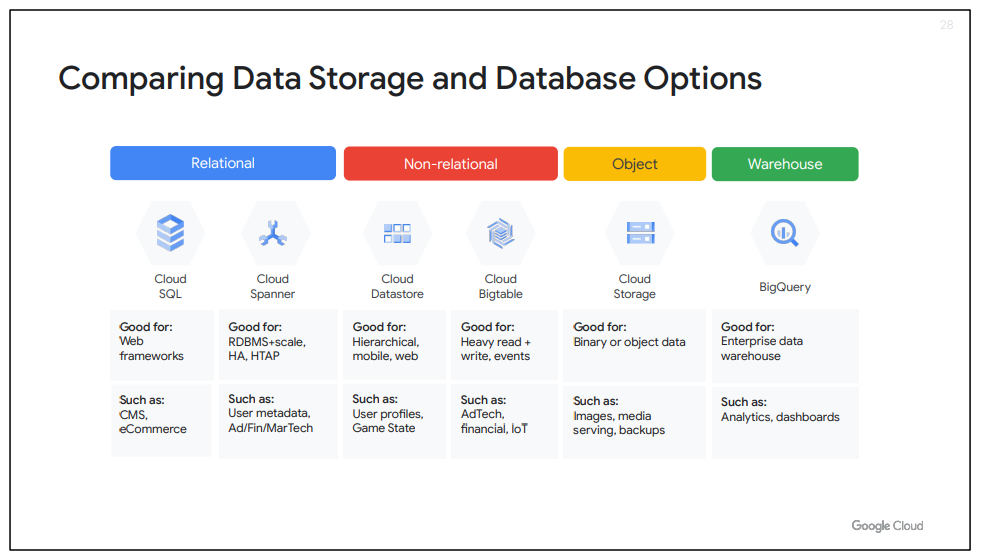 28
Comparing Data Storage and Database Options
Relational
Non-relational
Object
Warehouse
Cloud
SQL
Cloud
Spanner
Cloud
Datastore
Cloud
Bigtable
Cloud
Storage
BigQuery
Good for:
Web
frameworks
Good for:
RDBMS+scale,
HA, HTAP
Good for:
Hierarchical,
mobile, web
Good for:
Heavy read +
write, events
Good for:
Binary or object data
Good for:
Enterprise data
warehouse
Such as:
CMS,
eCommerce
Such as:
User metadata,
Ad/Fin/MarTech
Such as:
User profiles,
Game State
Such as:
AdTech,
financial, IoT
Such as:
Images, media
serving, backups
Such as:
Analytics, dashboards
Google Cloud